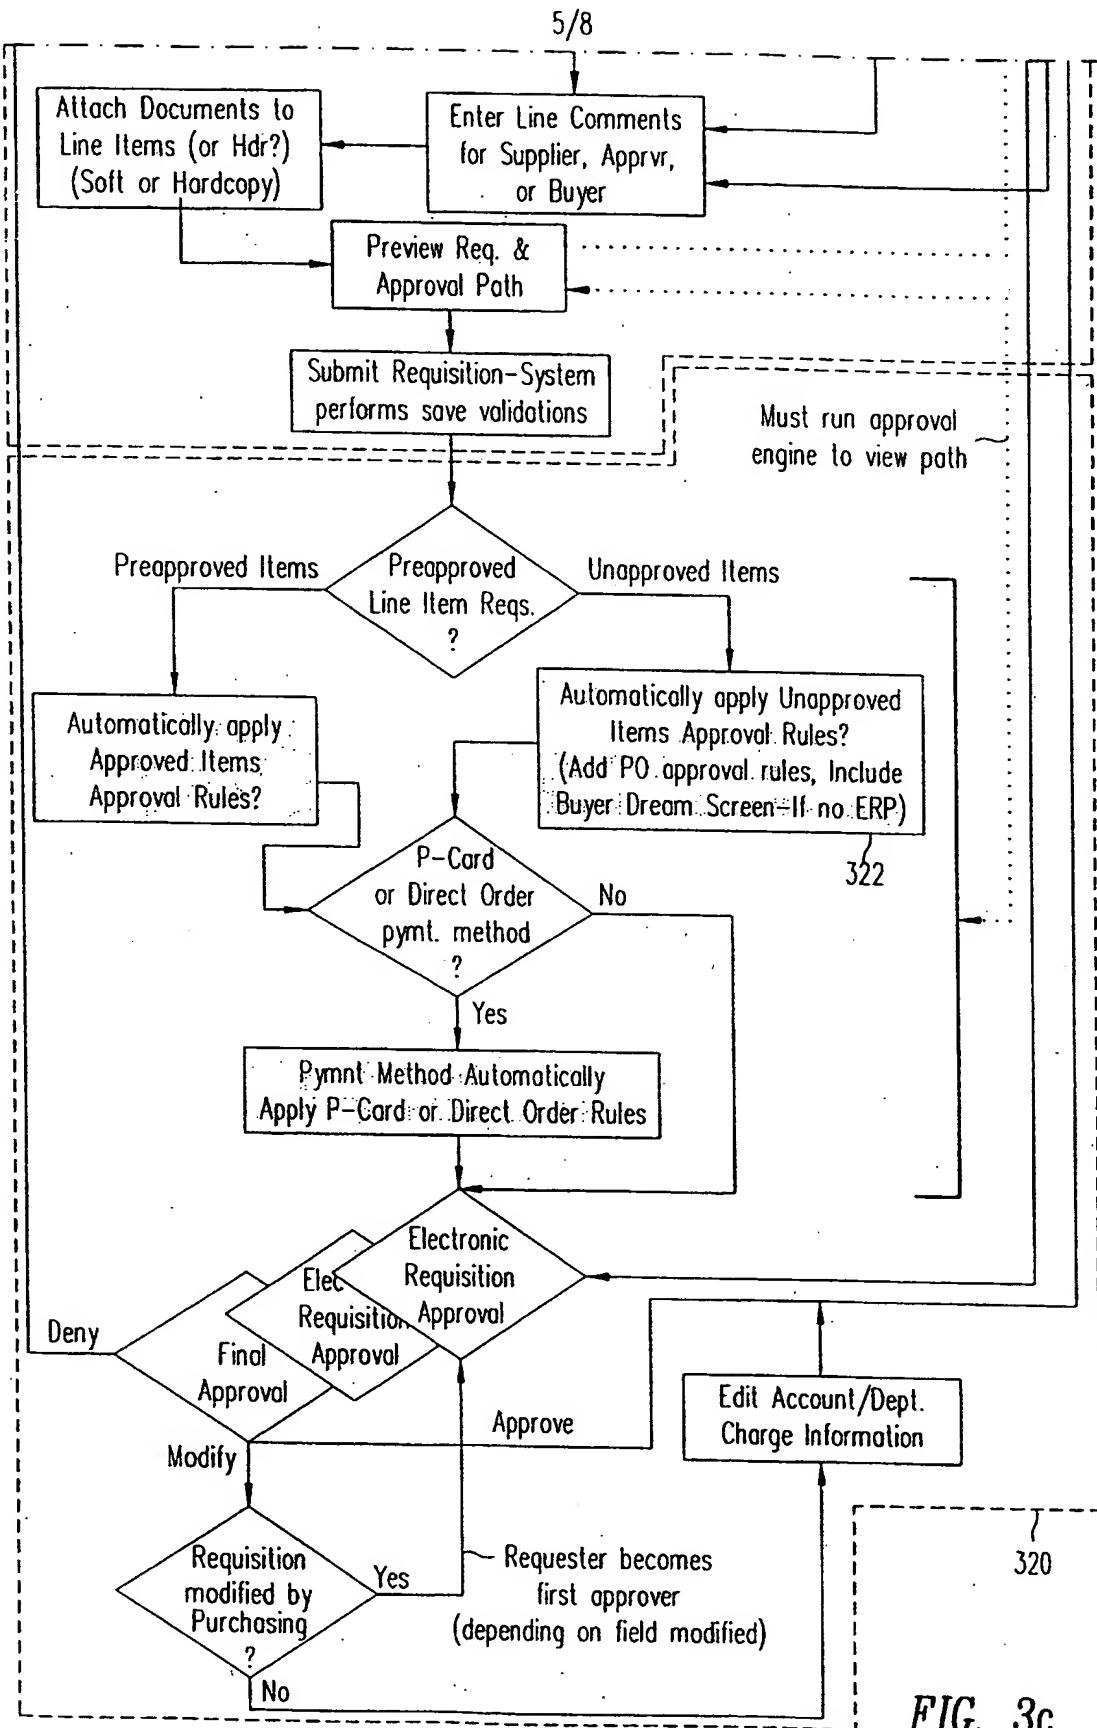 5/8
Attach Documents to
Line Items (or Hdr?)
(Soft or Hardcopy)
Enter Line Comments
for Supplier, Apprvr,
or Buyer
Preview Req. &
Approval Path
Submit Requisition-System
performs save validations
Must run approval
engine to view path
Preapproved Items
Preapproved
Line Item Reqs.
?
Unapproved Items
Automatically apply
Approved Items
Approval Rules?
Automatically apply Unapproved
Items Approval Rules?
(Add PO approval rules, Include
Buyer Dream Screen-If no ERP)
322
P-Card
or Direct Order
pymt. method
?
No
Yes
Pymnt Method Automatically
Apply P-Card or Direct Order Rules
Electronic
Requisition
Approval
Elec
Requisition
Approval
Final
Approval
Deny
Approve
Modify
Edit Account/Dept.
Charge Information
Requisition
modified by
Purchasing
?
Yes
No
Requester becomes
first approver
(depending on field modified)
320
FIG. 3c